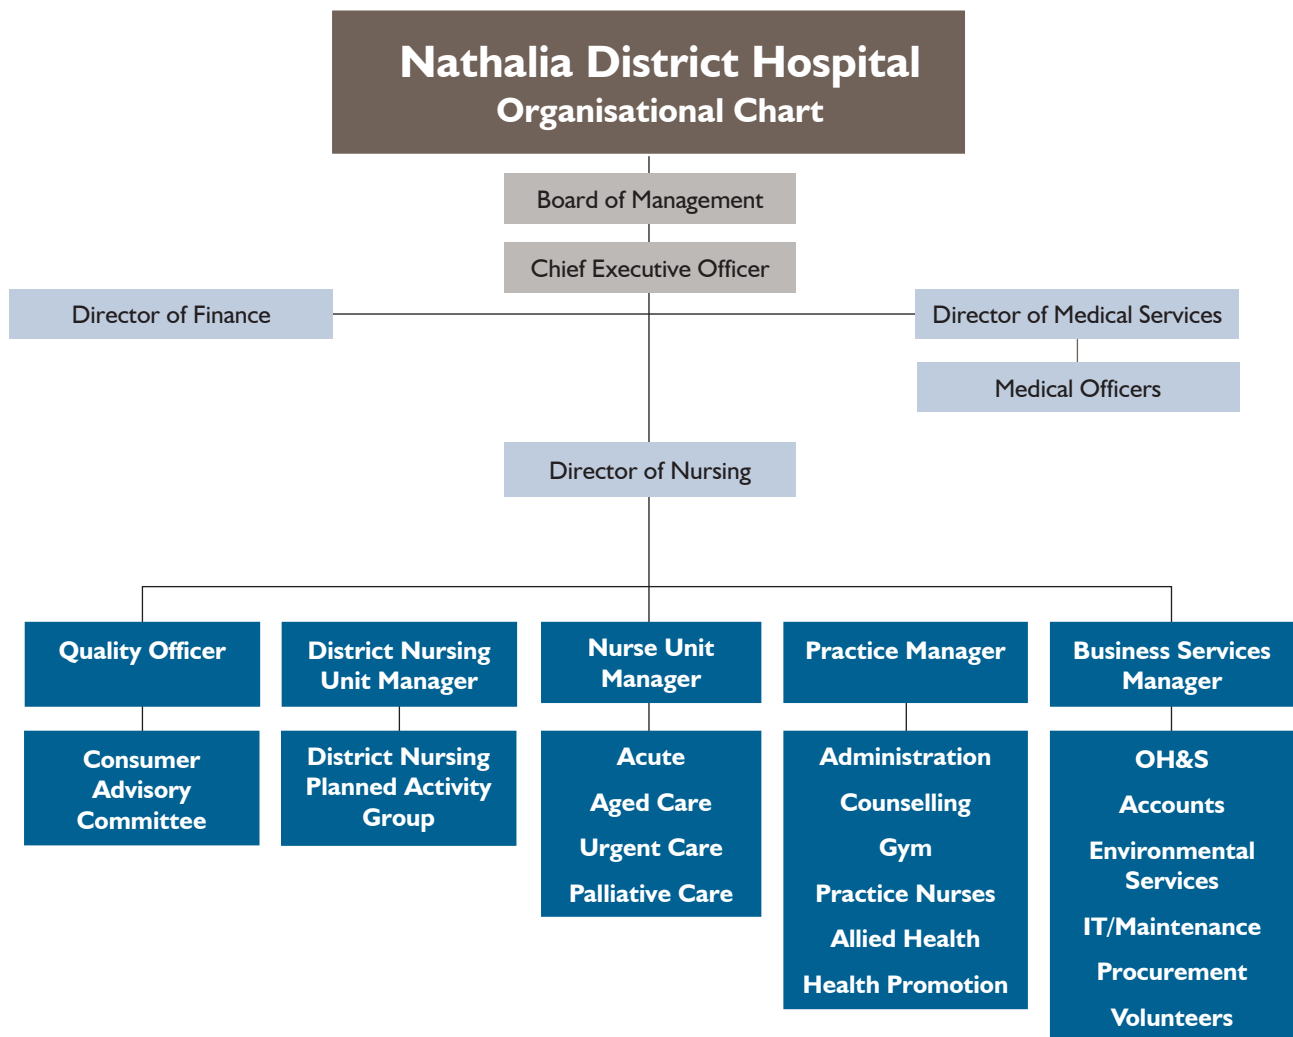 Nathalia District Hospital
Organisational Chart
Board of Management
Chief Executive Officer
Director of Finance
Director of Medical Services
Medical Officers
Director of Nursing
Quality Officer
District Nursing
Unit Manager
Nurse Unit
Manager
Practice Manager
Business Services
Manager
Consumer
Advisory
Committee
District Nursing
Planned Activity
Group
Acute
Aged Care
Urgent Care
Palliative Care
Administration
Counselling
Gym
Practice Nurses
Allied Health
Health Promotion
OH&S
Accounts
Environmental
Services
IT/Maintenance
Procurement
Volunteers